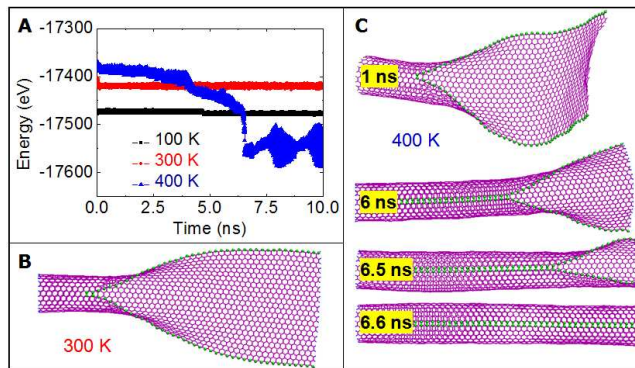 A
-17300
-17400
-17500
-17600
Energy (eV)
100 K
300 K
400 K
0.0 2.5 5.0 7.5 10.0
Time (ns)
B
300 K
C
1 ns
400 K
6 ns
6.5 ns
6.6 ns